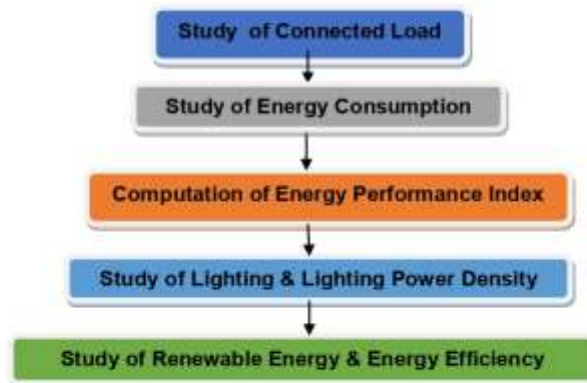 Study of Connected Load
Study of Energy Consumption
Computation of Energy Performance Index
Study of Lighting & Lighting Power Density
Study of Renewable Energy & Energy Efficiency